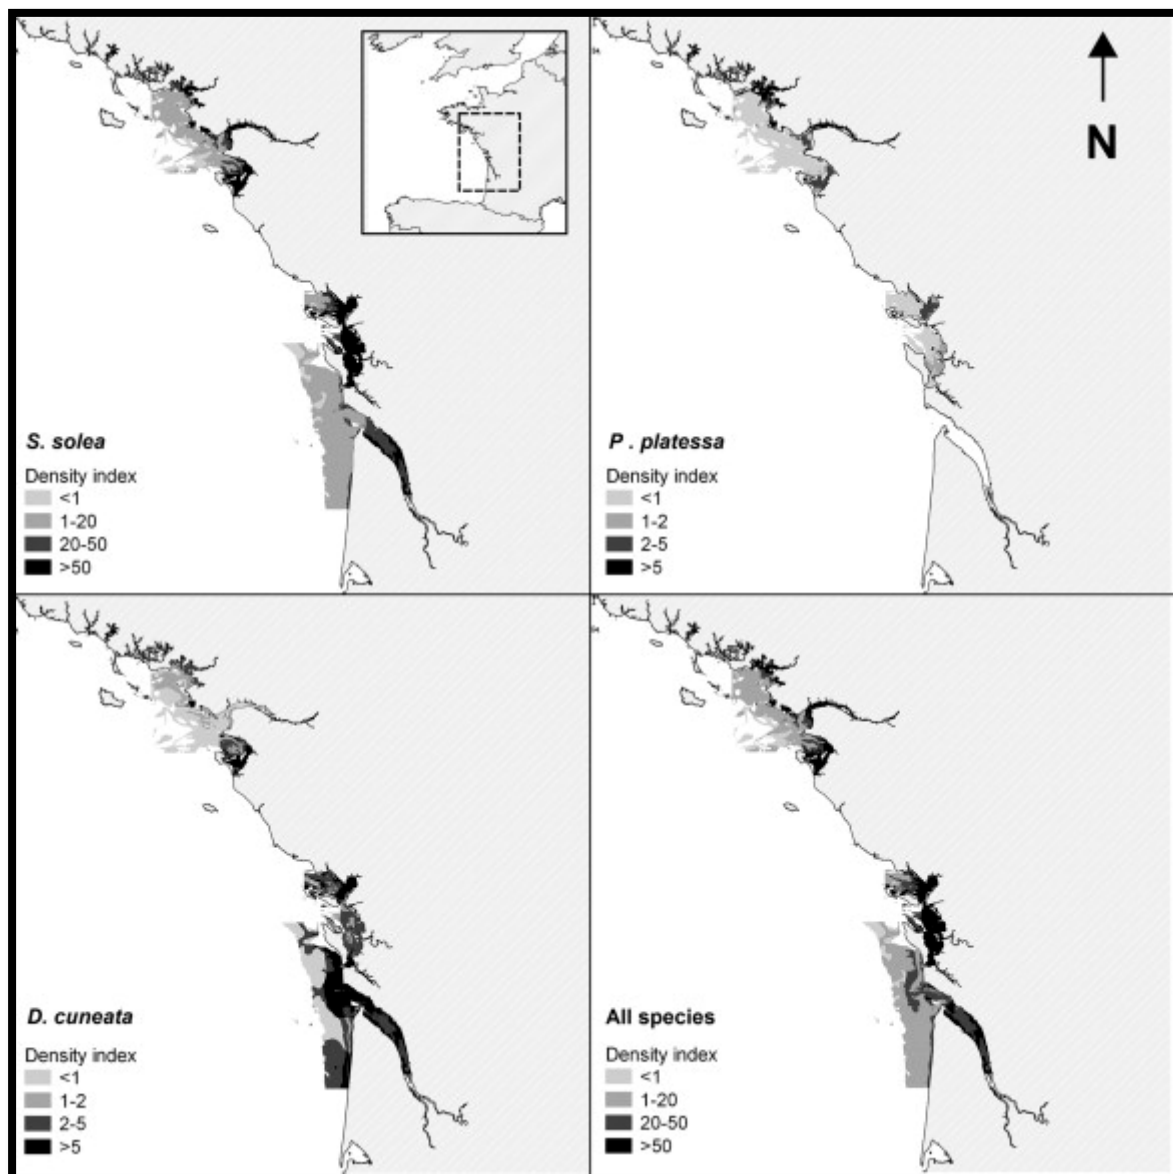 S. solea
Density index
<1
1-20
20-50
>50
N
P . platessa
Density index
<1
1-2
2-5
>5
D. cuneata
Density index
<1
1-2
2-5
>5
All species
Density index
<1
1-20
20-50
>50